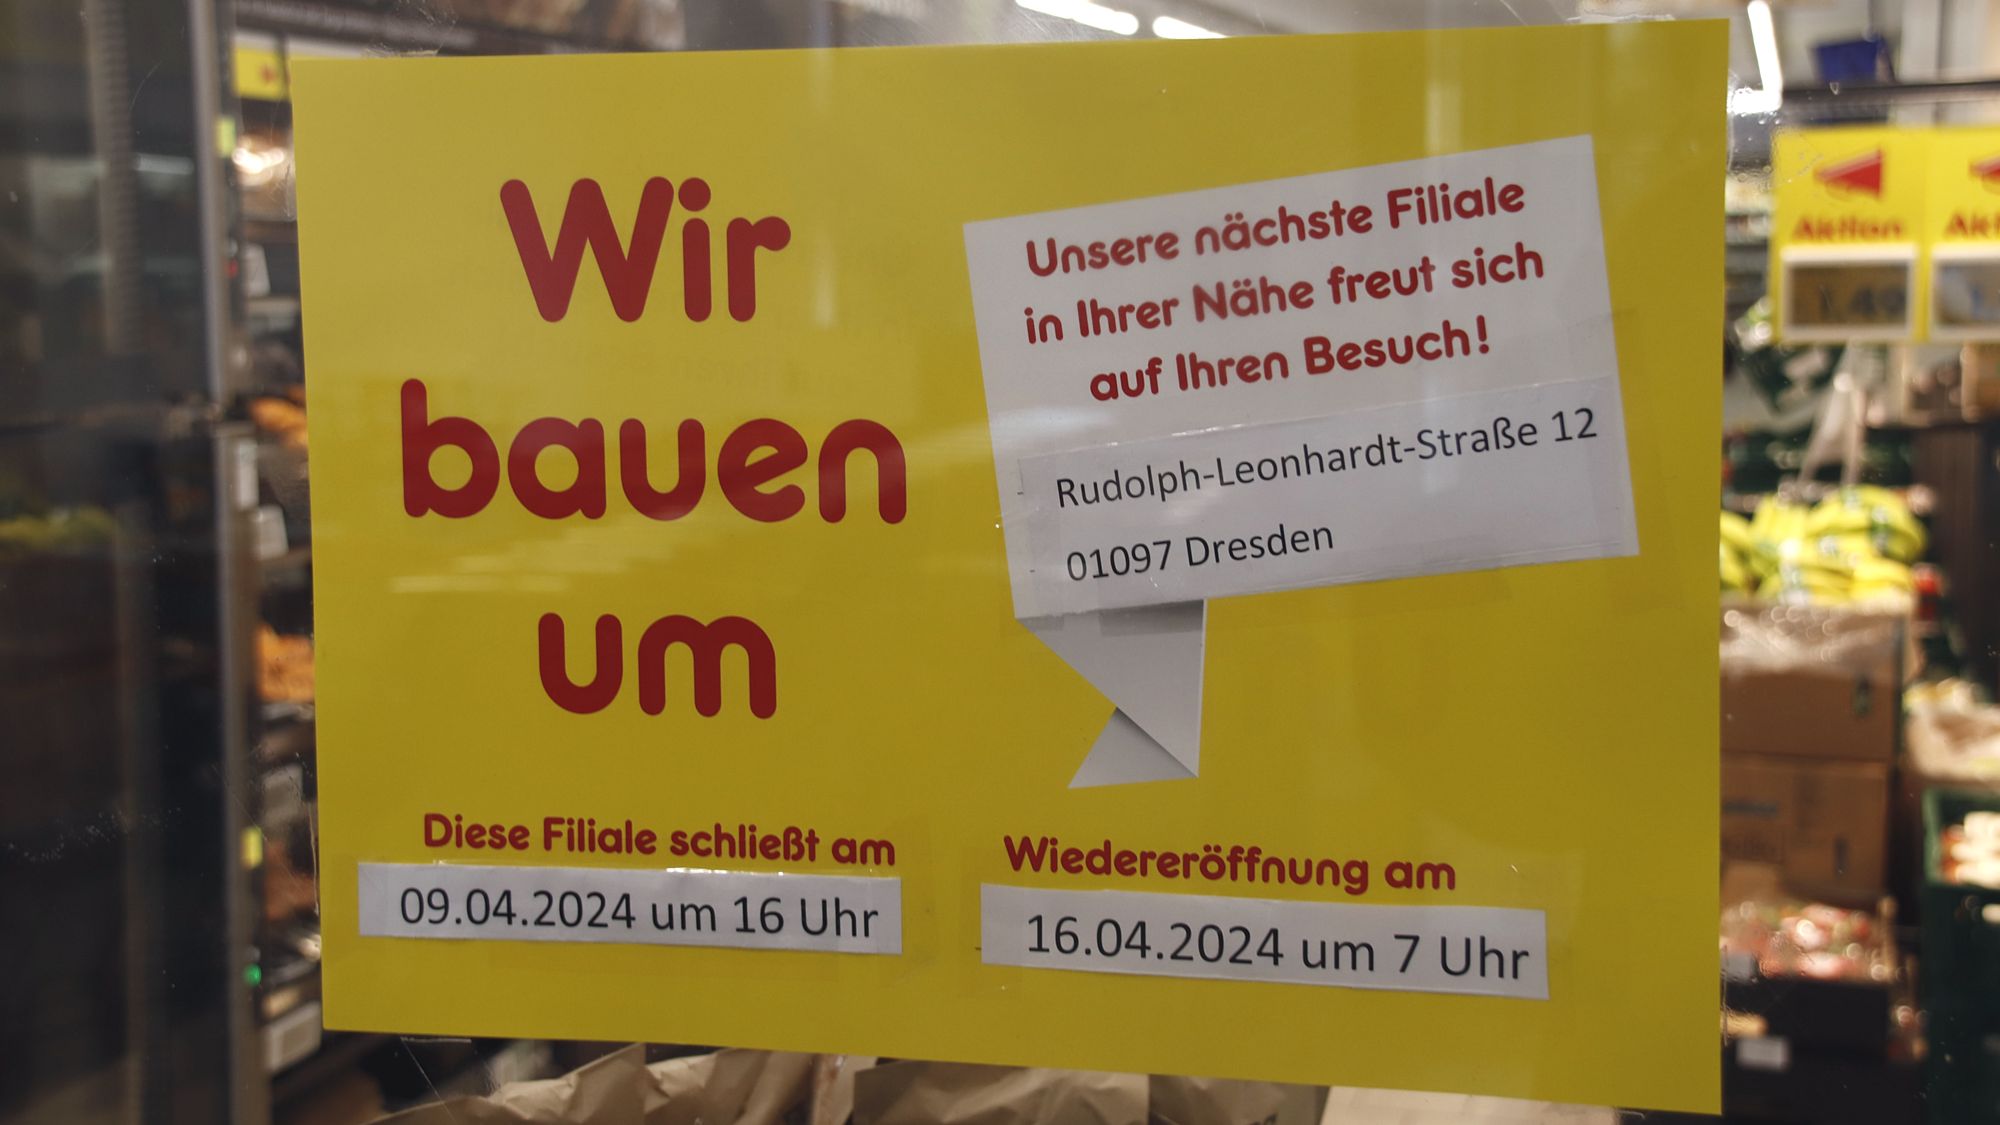 Wir
bauen
um
Unsere nächste Filiale
in Ihrer Nähe freut sich
auf Ihren Besuch!
Rudolph-Leonhardt-Straße 12
01097 Dresden
Diese Filiale schließt am
09.04.2024 um 16 Uhr
Wiedereröffnung am
16.04.2024 um 7 Uhr
Aktion
1.49